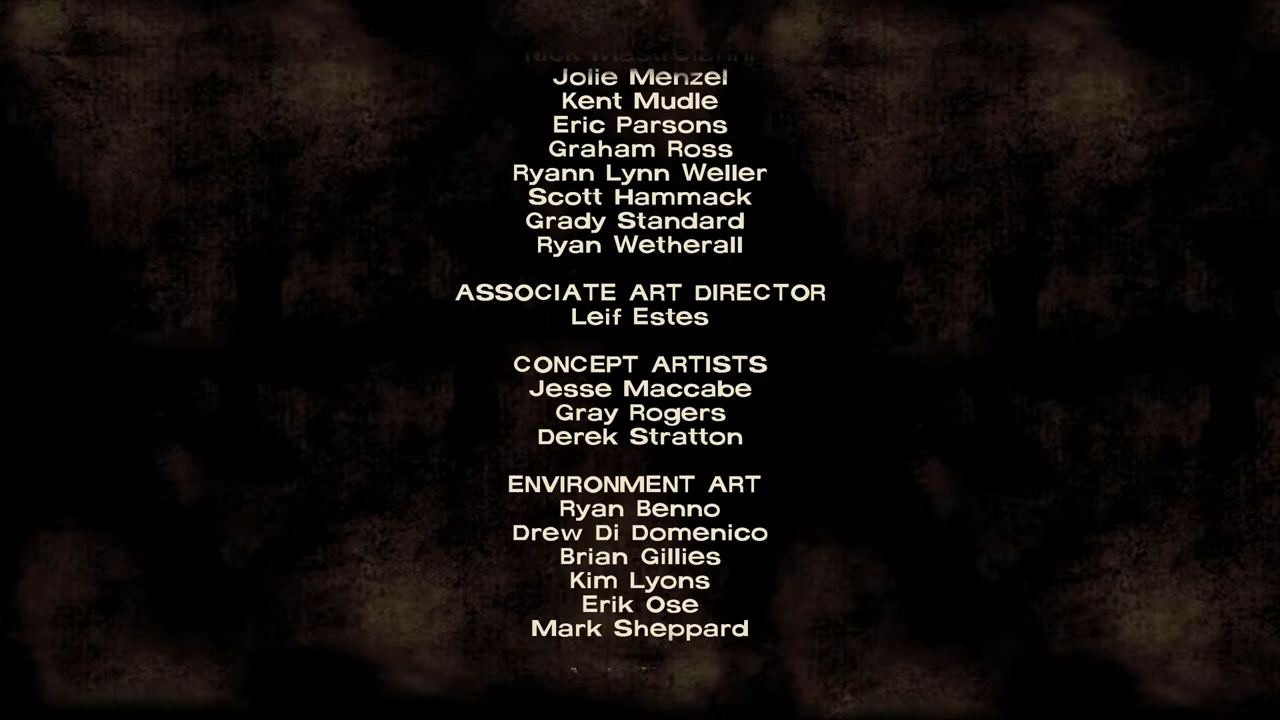 Jolie Menzel
Kent Mudle
Eric Parsons
Graham Ross
Ryann Lynn Weller
Scott Hammack
Grady Standard
Ryan Wetherall
ASSOCIATE ART DIRECTOR
Leif Estes
CONCEPT ARTISTS
Jesse Maccabe
Gray Rogers
Derek Stratton
ENVIRONMENT ART
Ryan Benno
Drew Di Domenico
Brian Gillies
Kim Lyons
Erik Ose
Mark Sheppard